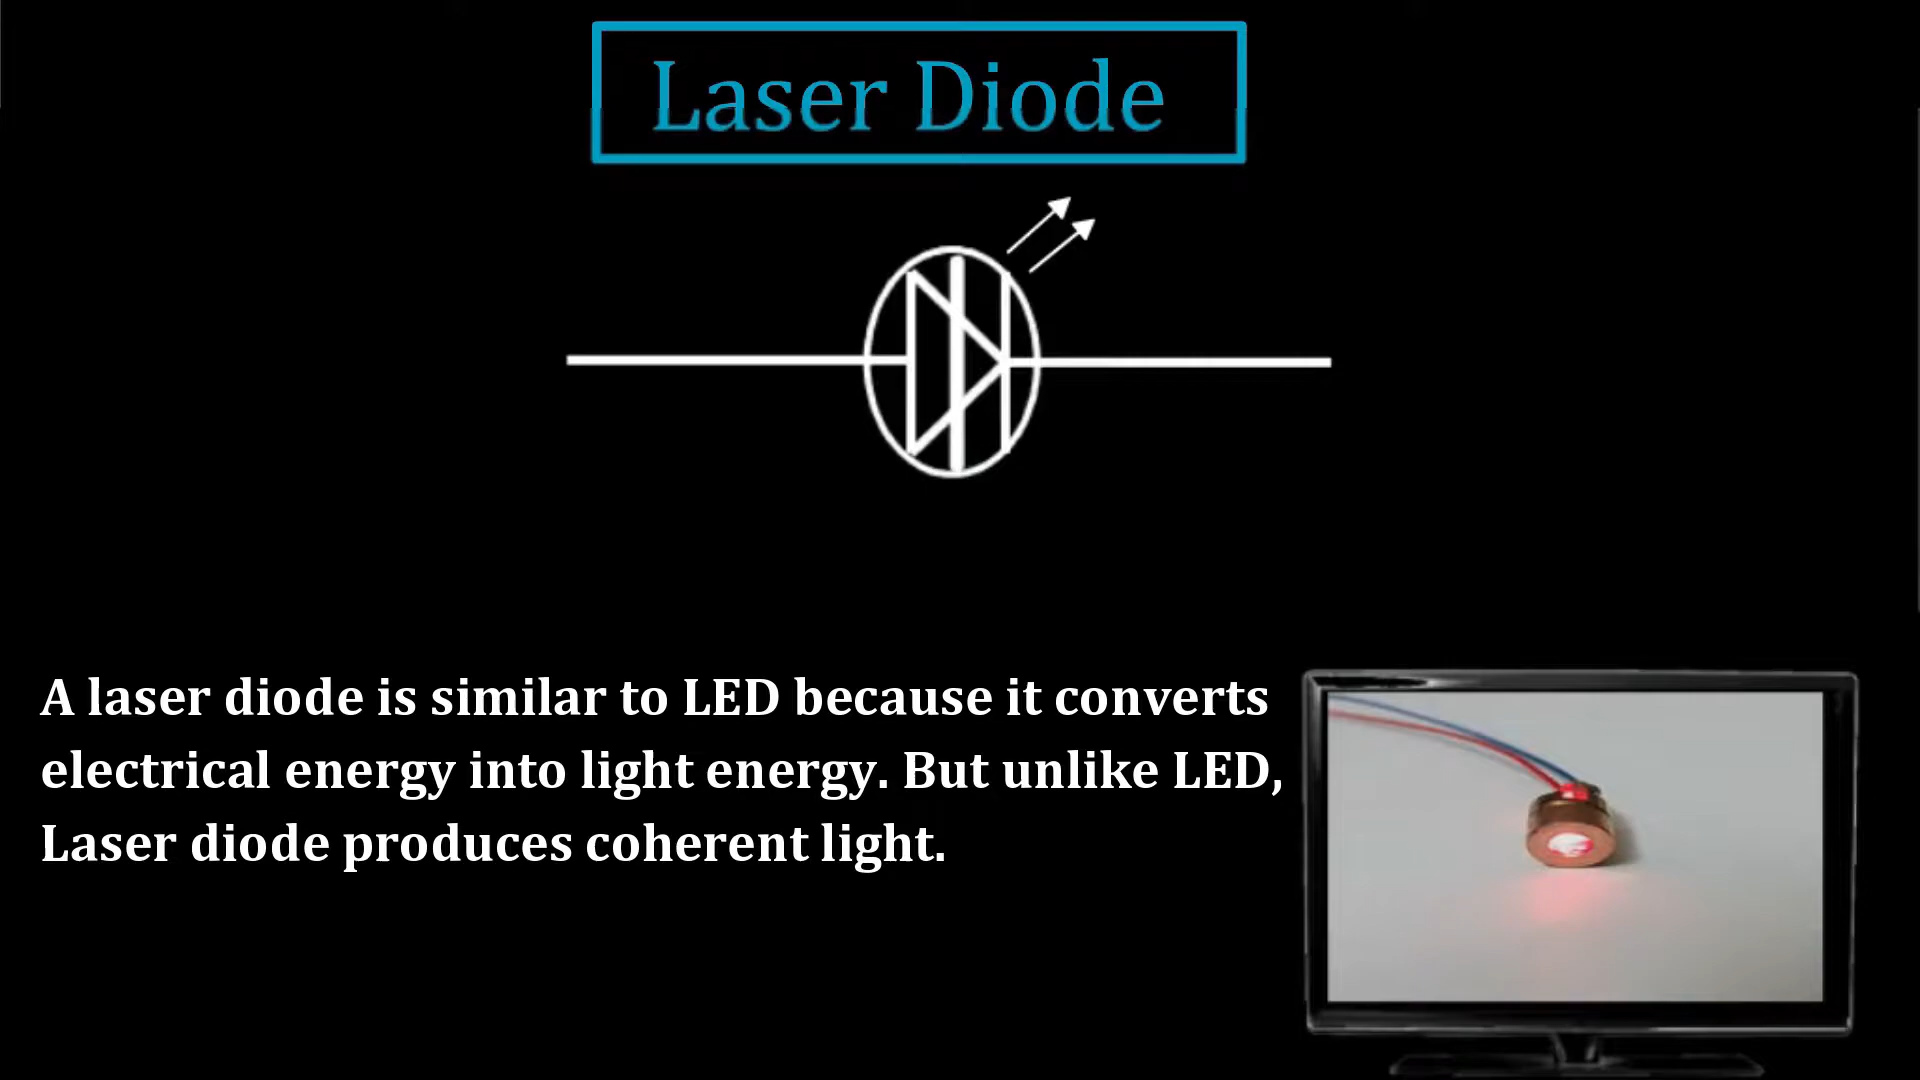 Laser Diode
A laser diode is similar to LED because it converts
electrical energy into light energy. But unlike LED,
Laser diode produces coherent light.